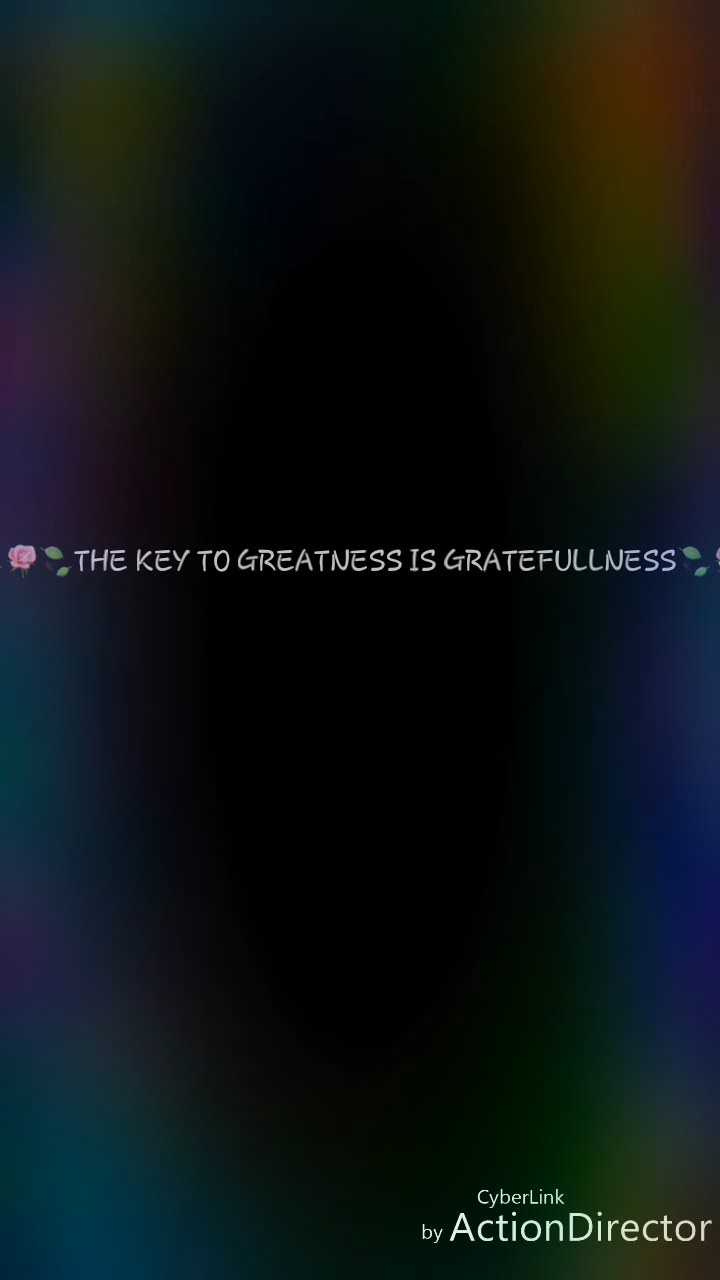 🌹🌿THE KEY TO GREATNESS IS GRATEFULLNESS🌿
CyberLink
by ActionDirector